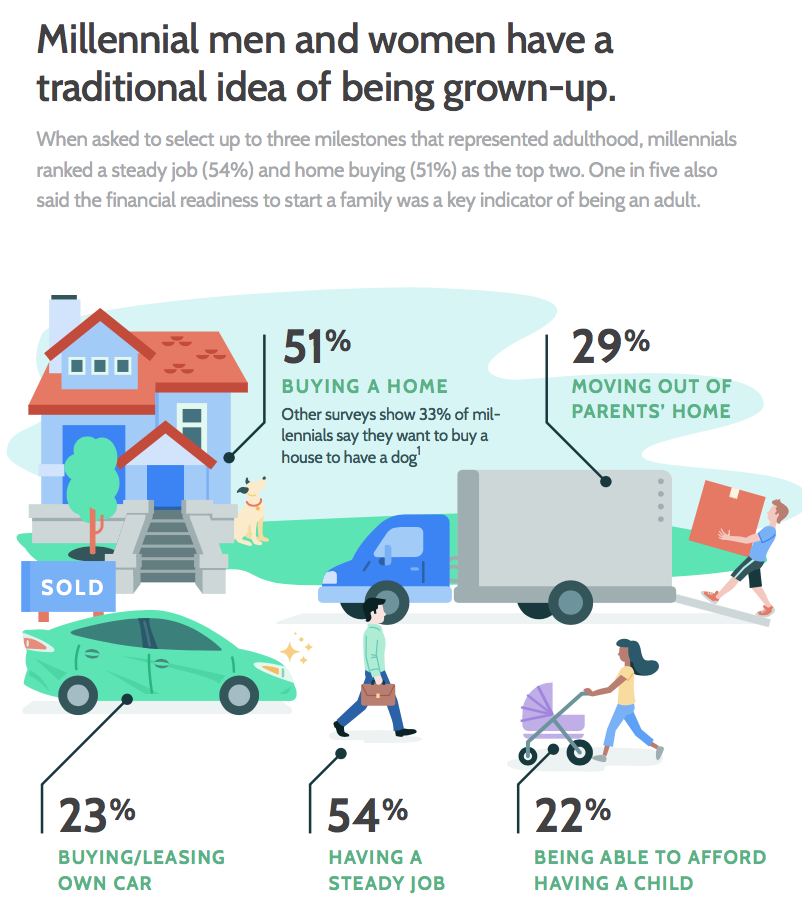 Millennial men and women have a
traditional idea of being grown-up.
When asked to select up to three milestones that represented adulthood, millennials
ranked a steady job (54%) and home buying (51%) as the top two. One in five also
said the financial readiness to start a family was a key indicator of being an adult.
51%
BUYING A HOME
Other surveys show 33% of mil-
lennials say they want to buy a
house to have a dog1
29%
MOVING OUT OF
PARENTS' HOME
SOLD
23%
BUYING/LEASING
OWN CAR
54%
HAVING A
STEADY JOB
22%
BEING ABLE TO AFFORD
HAVING A CHILD